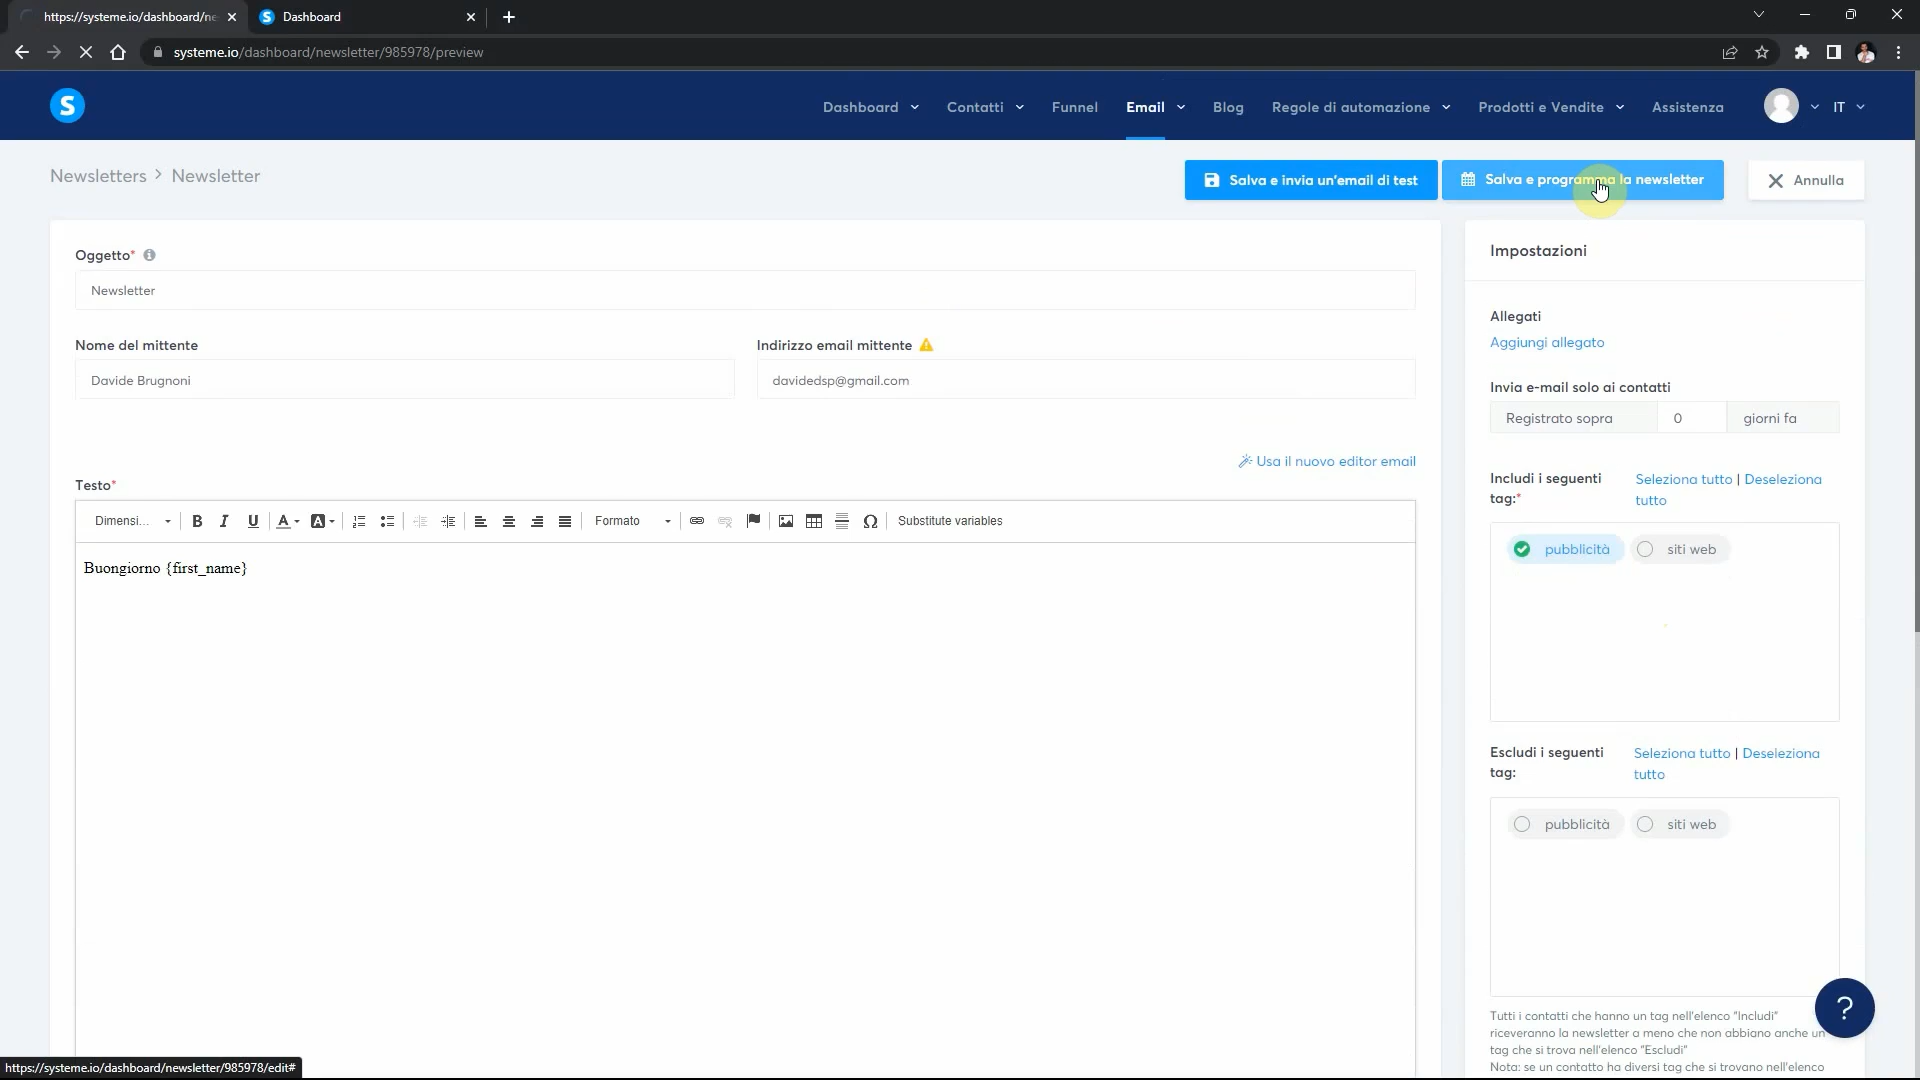 https://systeme.io/dashboard/ne
Dashboard
systeme.io/dashboard/newsletter/985978/preview
S
Dashboard
Contatti
Funnel
Email
Blog
Regole di automazione
Prodotti e Vendite
Assistenza
IT
Newsletters > Newsletter
Salva e invia un'email di test
Salva e programma la newsletter
Annulla
Oggetto*
Newsletter
Nome del mittente
Davide Brugnoni
Indirizzo email mittente
davidedsp@gmail.com
Usa il nuovo editor email
Testo*
Dimensi...
B I U A A
Formato
Ω
Substitute variables
Buongiorno {first_name}
Impostazioni
Allegati
Aggiungi allegato
Invia e-mail solo ai contatti
Registrato sopra 0 giorni fa
Includi i seguenti
tag:*
Seleziona tutto | Deseleziona
tutto
pubblicità
siti web
Escludi i seguenti
tag:
Seleziona tutto | Deseleziona
tutto
pubblicità
siti web
Tutti i contatti che hanno un tag nell'elenco "Includi"
riceveranno la newsletter a meno che non abbiano anche un
tag che si trova nell'elenco "Escludi"
Nota: se un contatto ha diversi tag che si trovano nell'elenco
?
https://systeme.io/dashboard/newsletter/985978/edit#